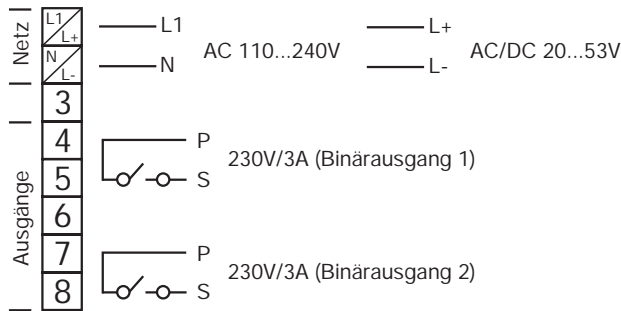 Netz
L1 L+
N L-
L1 AC 110...240V L+ AC/DC 20...53V
N L-
3
Ausgänge
4 P
230V/3A (Binärausgang 1)
5 S
6
7 P
230V/3A (Binärausgang 2)
8 S